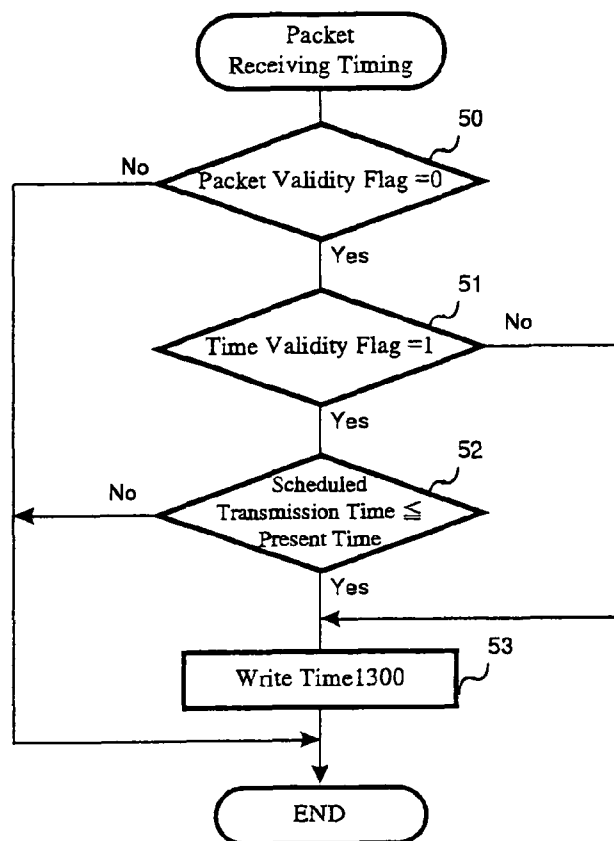 Packet
Receiving Timing
50
No
Packet Validity Flag =0
Yes
51
No
Time Validity Flag =1
Yes
52
No
Scheduled
Transmission Time ≦
Present Time
Yes
53
Write Time1300
END